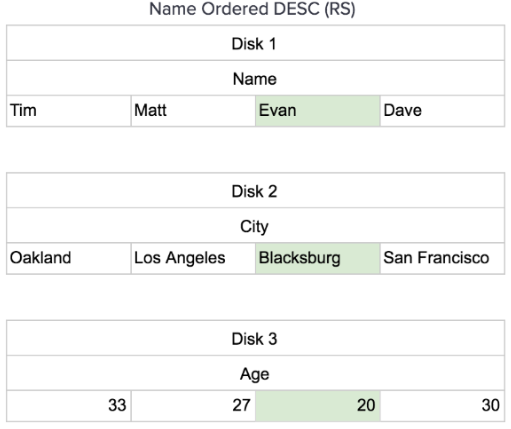 Name Ordered DESC (RS)
Disk 1
Name
Tim Matt Evan Dave
Disk 2
City
Oakland Los Angeles Blacksburg San Francisco
Disk 3
Age
33 27 20 30